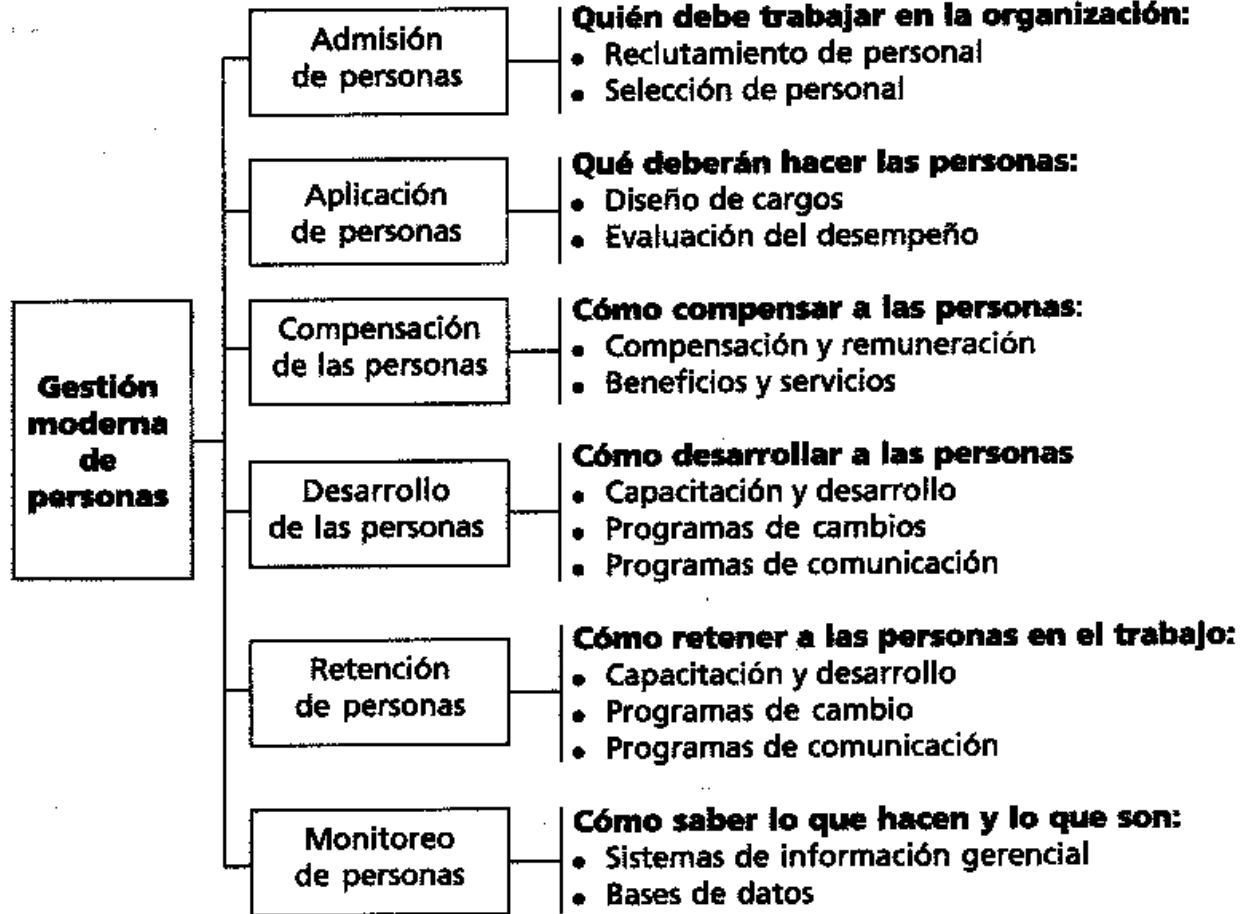 Gestión
moderna
de
personas
Admisión
de personas
Quién debe trabajar en la organización:
• Reclutamiento de personal
• Selección de personal
Aplicación
de personas
Qué deberán hacer las personas:
• Diseño de cargos
• Evaluación del desempeño
Compensación
de las personas
Cómo compensar a las personas:
• Compensación y remuneración
• Beneficios y servicios
Desarrollo
de las personas
Cómo desarrollar a las personas
• Capacitación y desarrollo
• Programas de cambios
• Programas de comunicación
Retención
de personas
Cómo retener a las personas en el trabajo:
• Capacitación y desarrollo
• Programas de cambio
• Programas de comunicación
Monitoreo
de personas
Cómo saber lo que hacen y lo que son:
• Sistemas de información gerencial
• Bases de datos